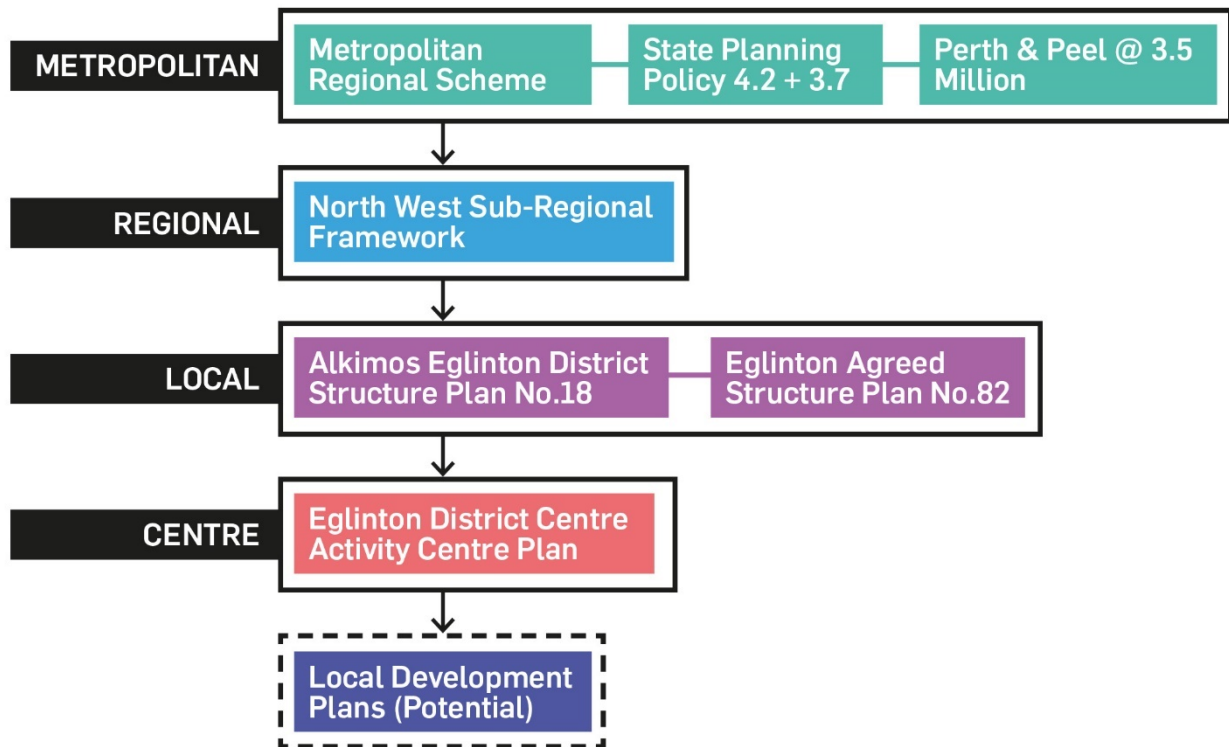 METROPOLITAN
Metropolitan
Regional Scheme
State Planning
Policy 4.2 + 3.7
Perth & Peel @ 3.5
Million
REGIONAL
North West Sub-Regional
Framework
LOCAL
Alkimos Eglinton District
Structure Plan No.18
Eglinton Agreed
Structure Plan No.82
CENTRE
Eglinton District Centre
Activity Centre Plan
Local Development
Plans (Potential)